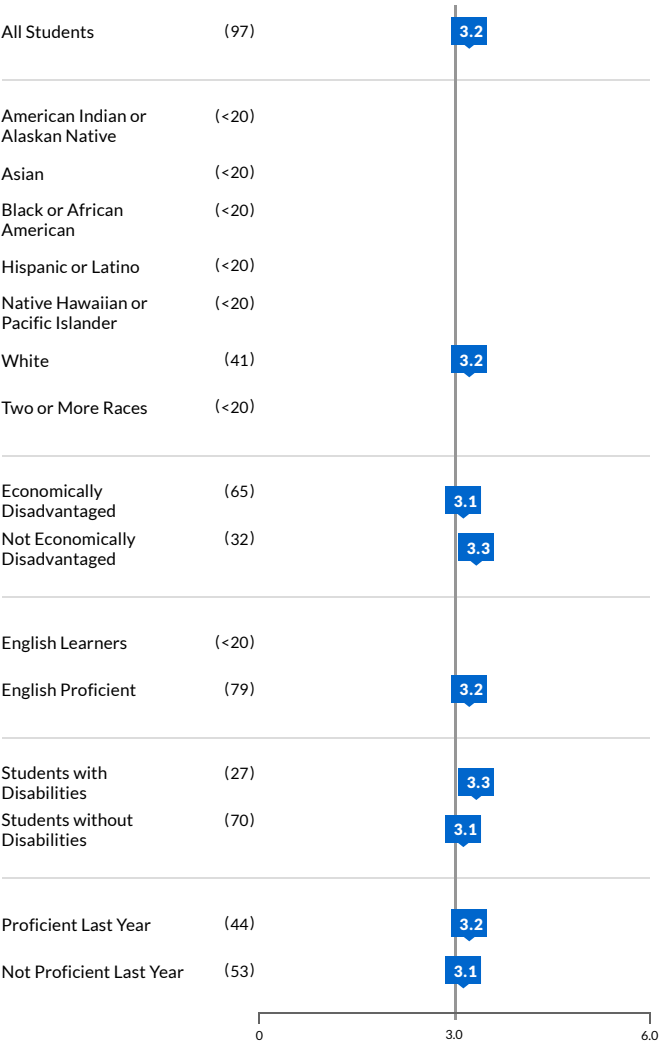 All Students (97) 3.2
American Indian or (<20)
Alaskan Native
Asian (<20)
Black or African (<20)
American
Hispanic or Latino (<20)
Native Hawaiian or (<20)
Pacific Islander
White (41) 3.2
Two or More Races (<20)
Economically (65) 3.1
Disadvantaged
Not Economically (32) 3.3
Disadvantaged
English Learners (<20)
English Proficient (79) 3.2
Students with (27) 3.3
Disabilities
Students without (70) 3.1
Disabilities
Proficient Last Year (44) 3.2
Not Proficient Last Year (53) 3.1
0 3.0 6.0